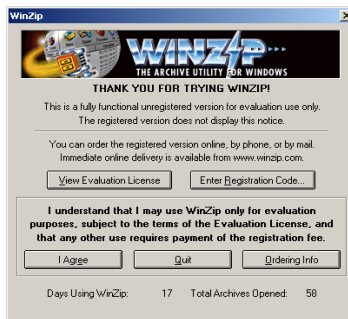 WinZip
WINZIP
THE ARCHIVE UTILITY FOR WINDOWS
THANK YOU FOR TRYING WINZIP!
This is a fully functional unregistered version for evaluation use only.
The registered version does not display this notice.
You can order the registered version online, by phone, or by mail.
Immediate online delivery is available from www.winzip.com.
View Evaluation License
Enter Registration Code...
I understand that I may use WinZip only for evaluation
purposes, subject to the terms of the Evaluation License, and
that any other use requires payment of the registration fee.
I Agree
Quit
Ordering Info
Days Using WinZip: 17 Total Archives Opened: 58